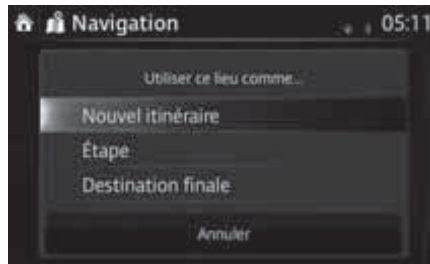 Navigation 05:11
Utiliser ce lieu comme...
Nouvel itinéraire
Étape
Destination finale
Annuler